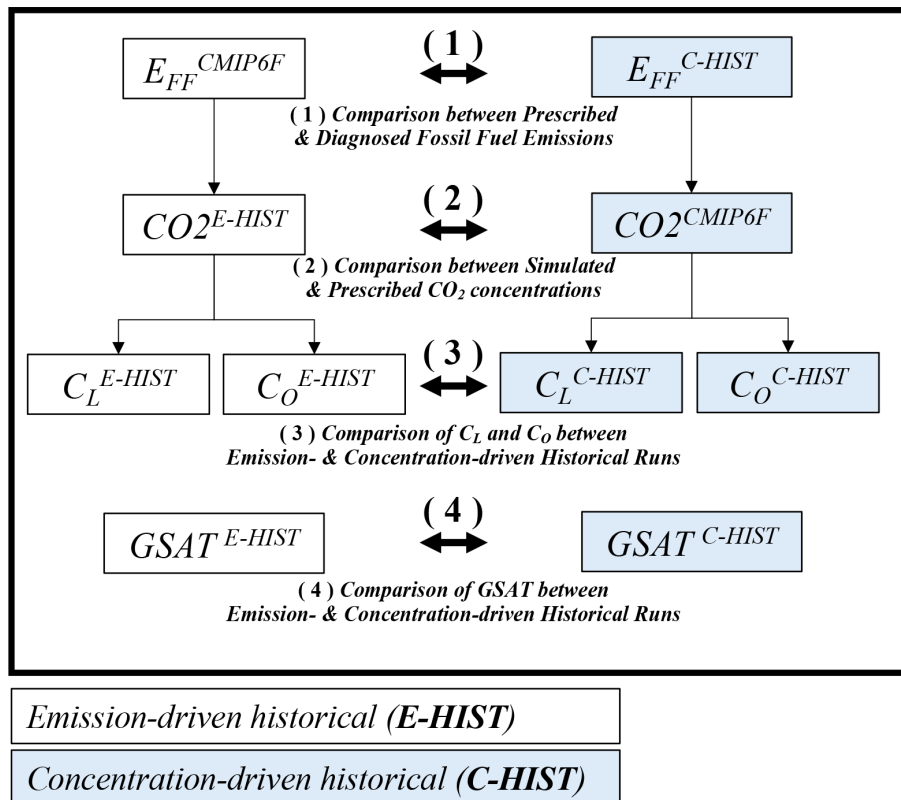 E_FF^CMIP6F ( 1 ) E_FF^C-HIST
( 1 ) Comparison between Prescribed
& Diagnosed Fossil Fuel Emissions
CO2^E-HIST ( 2 ) CO2^CMIP6F
( 2 ) Comparison between Simulated
& Prescribed CO₂ concentrations
C_L^E-HIST C_O^E-HIST ( 3 ) C_L^C-HIST C_O^C-HIST
( 3 ) Comparison of C_L and C_O between
Emission- & Concentration-driven Historical Runs
GSAT^E-HIST ( 4 ) GSAT^C-HIST
( 4 ) Comparison of GSAT between
Emission- & Concentration-driven Historical Runs
Emission-driven historical (E-HIST)
Concentration-driven historical (C-HIST)